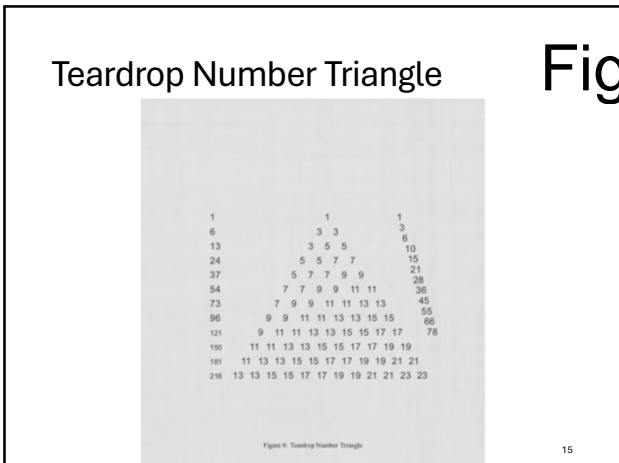 Teardrop Number Triangle
Fig
1 1 1
6 3 3 3
13 3 5 5 6
24 5 5 7 7 10
37 5 7 7 9 9 15
54 7 7 9 9 11 11 21
73 7 9 9 11 11 13 13 28
96 9 9 11 11 13 13 15 15 36
121 9 11 11 13 13 15 15 17 17 45
150 11 11 13 13 15 15 17 17 19 19 55
181 11 13 13 15 15 17 17 19 19 21 21 66
216 13 13 15 15 17 17 19 19 21 21 23 23 78
Figure 8: Teardrop Number Triangle
15